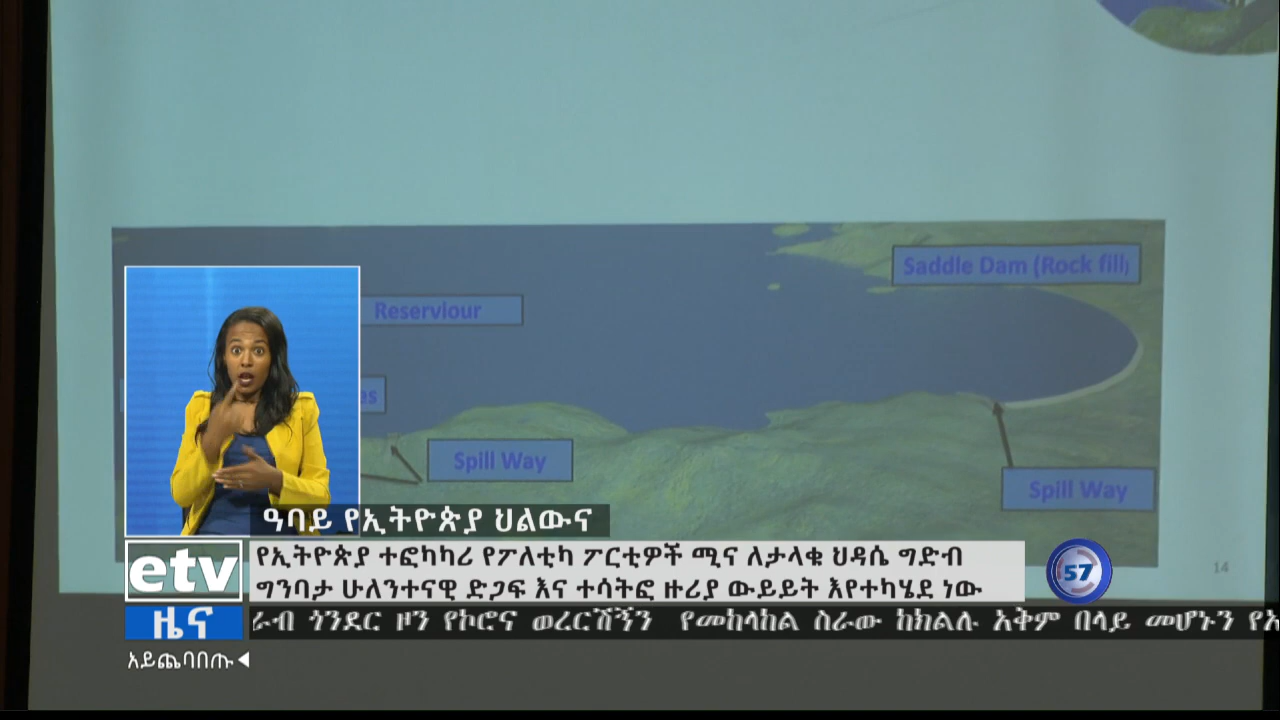 Saddle Dam (Rock fill)
Reserviour
es
Spill Way
Spill Way
14
ዓባይ የኢትዮጵያ ህልውና
etv
የኢትዮጵያ ተፎካካሪ የፖለቲካ ፖርቲዎች ሚና ለታላቁ ህዳሴ ግድብ
ግንባታ ሁለንተናዊ ድጋፍ እና ተሳትፎ ዙሪያ ውይይት እየተካሄደ ነው
57
ዜና
ራብ ጎንደር ዞን የኮሮና ወረርሽኝን የመከላከል ስራው ከክልሉ አቅም በላይ መሆኑን የአ
አይጨባበጡ